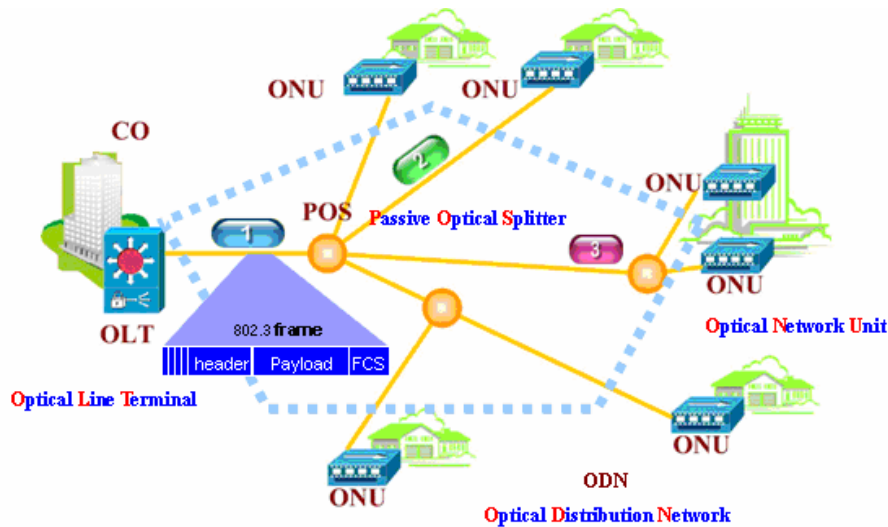 ONU
ONU
CO
2
ONU
POS
Passive Optical Splitter
1
3
OLT
802.3 frame
ONU
header Payload FCS
Optical Network Unit
Optical Line Terminal
ONU
ONU
ODN
Optical Distribution Network